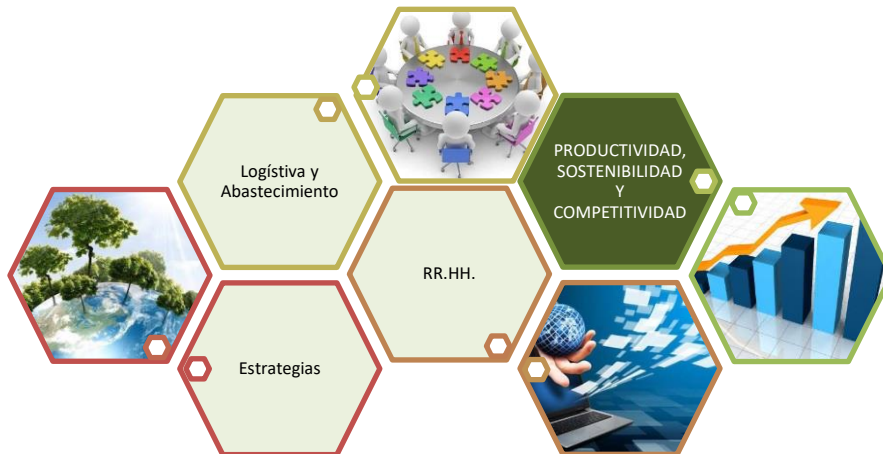 Logístiva y
Abastecimiento
PRODUCTIVIDAD,
SOSTENIBILIDAD
Y
COMPETITIVIDAD
RR.HH.
Estrategias